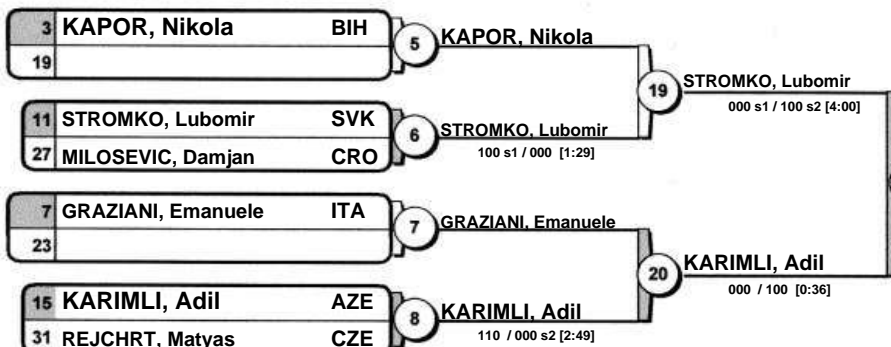 3 KAPOR, Nikola BIH
19
5
KAPOR, Nikola
11 STROMKO, Lubomir SVK
27 MILOSEVIC, Damjan CRO
6
STROMKO, Lubomir
100 s1 / 000 [1:29]
19
STROMKO, Lubomir
000 s1 / 100 s2 [4:00]
7 GRAZIANI, Emanuele ITA
23
7
GRAZIANI, Emanuele
15 KARIMLI, Adil AZE
31 REJCHRT, Matyas CZE
8
KARIMLI, Adil
110 / 000 s2 [2:49]
20
KARIMLI, Adil
000 / 100 [0:36]